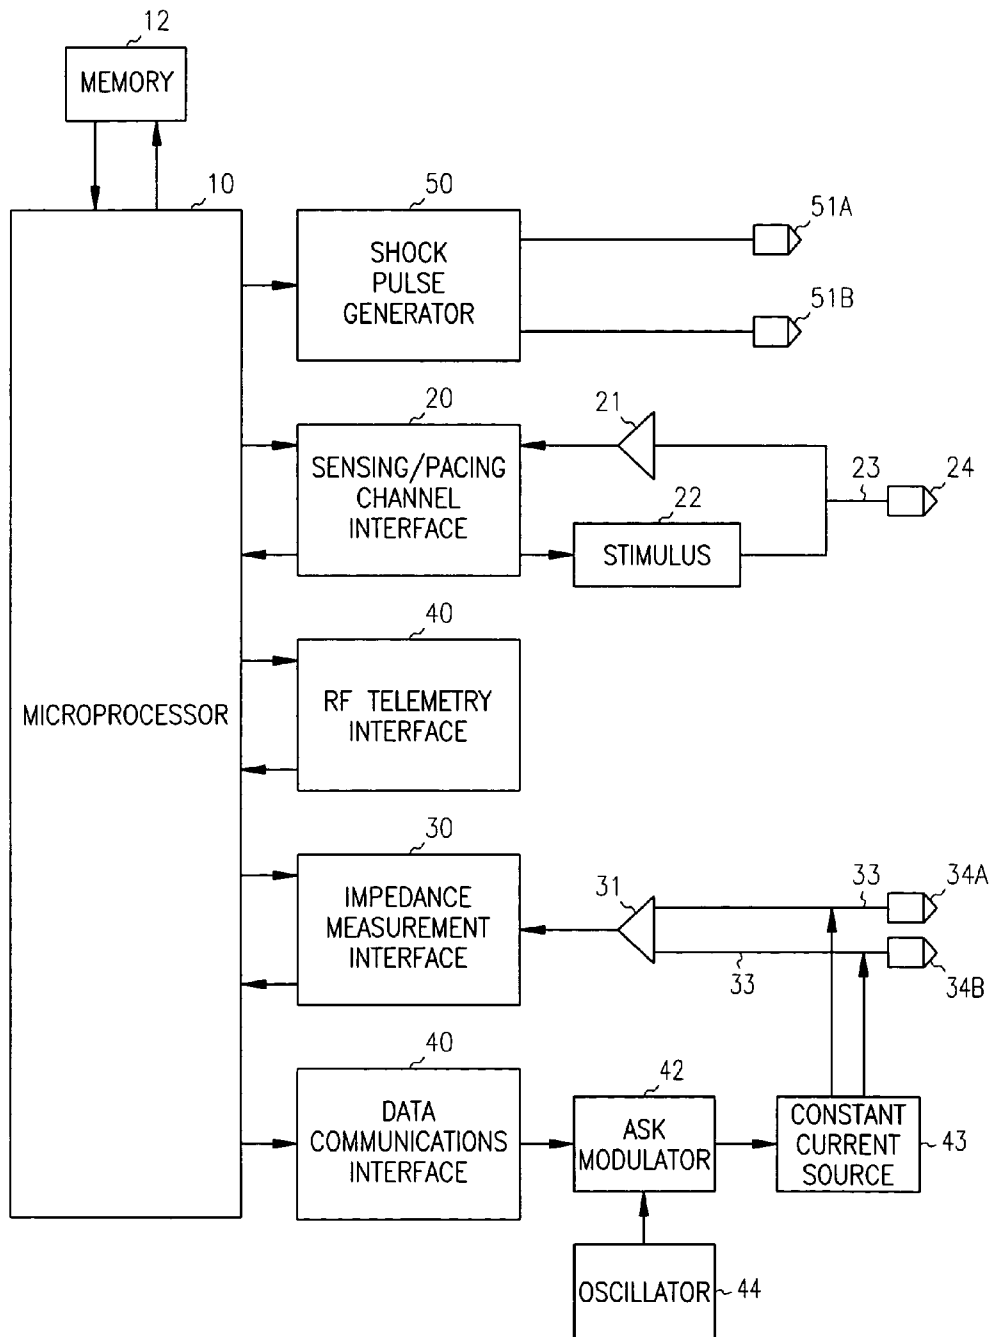 12
MEMORY
10
MICROPROCESSOR
50
SHOCK
PULSE
GENERATOR
51A
51B
20
SENSING/PACING
CHANNEL
INTERFACE
21
22
STIMULUS
23
24
40
RF TELEMETRY
INTERFACE
30
IMPEDANCE
MEASUREMENT
INTERFACE
31
33
34A
33
34B
40
DATA
COMMUNICATIONS
INTERFACE
42
ASK
MODULATOR
CONSTANT
CURRENT
SOURCE
43
OSCILLATOR
44